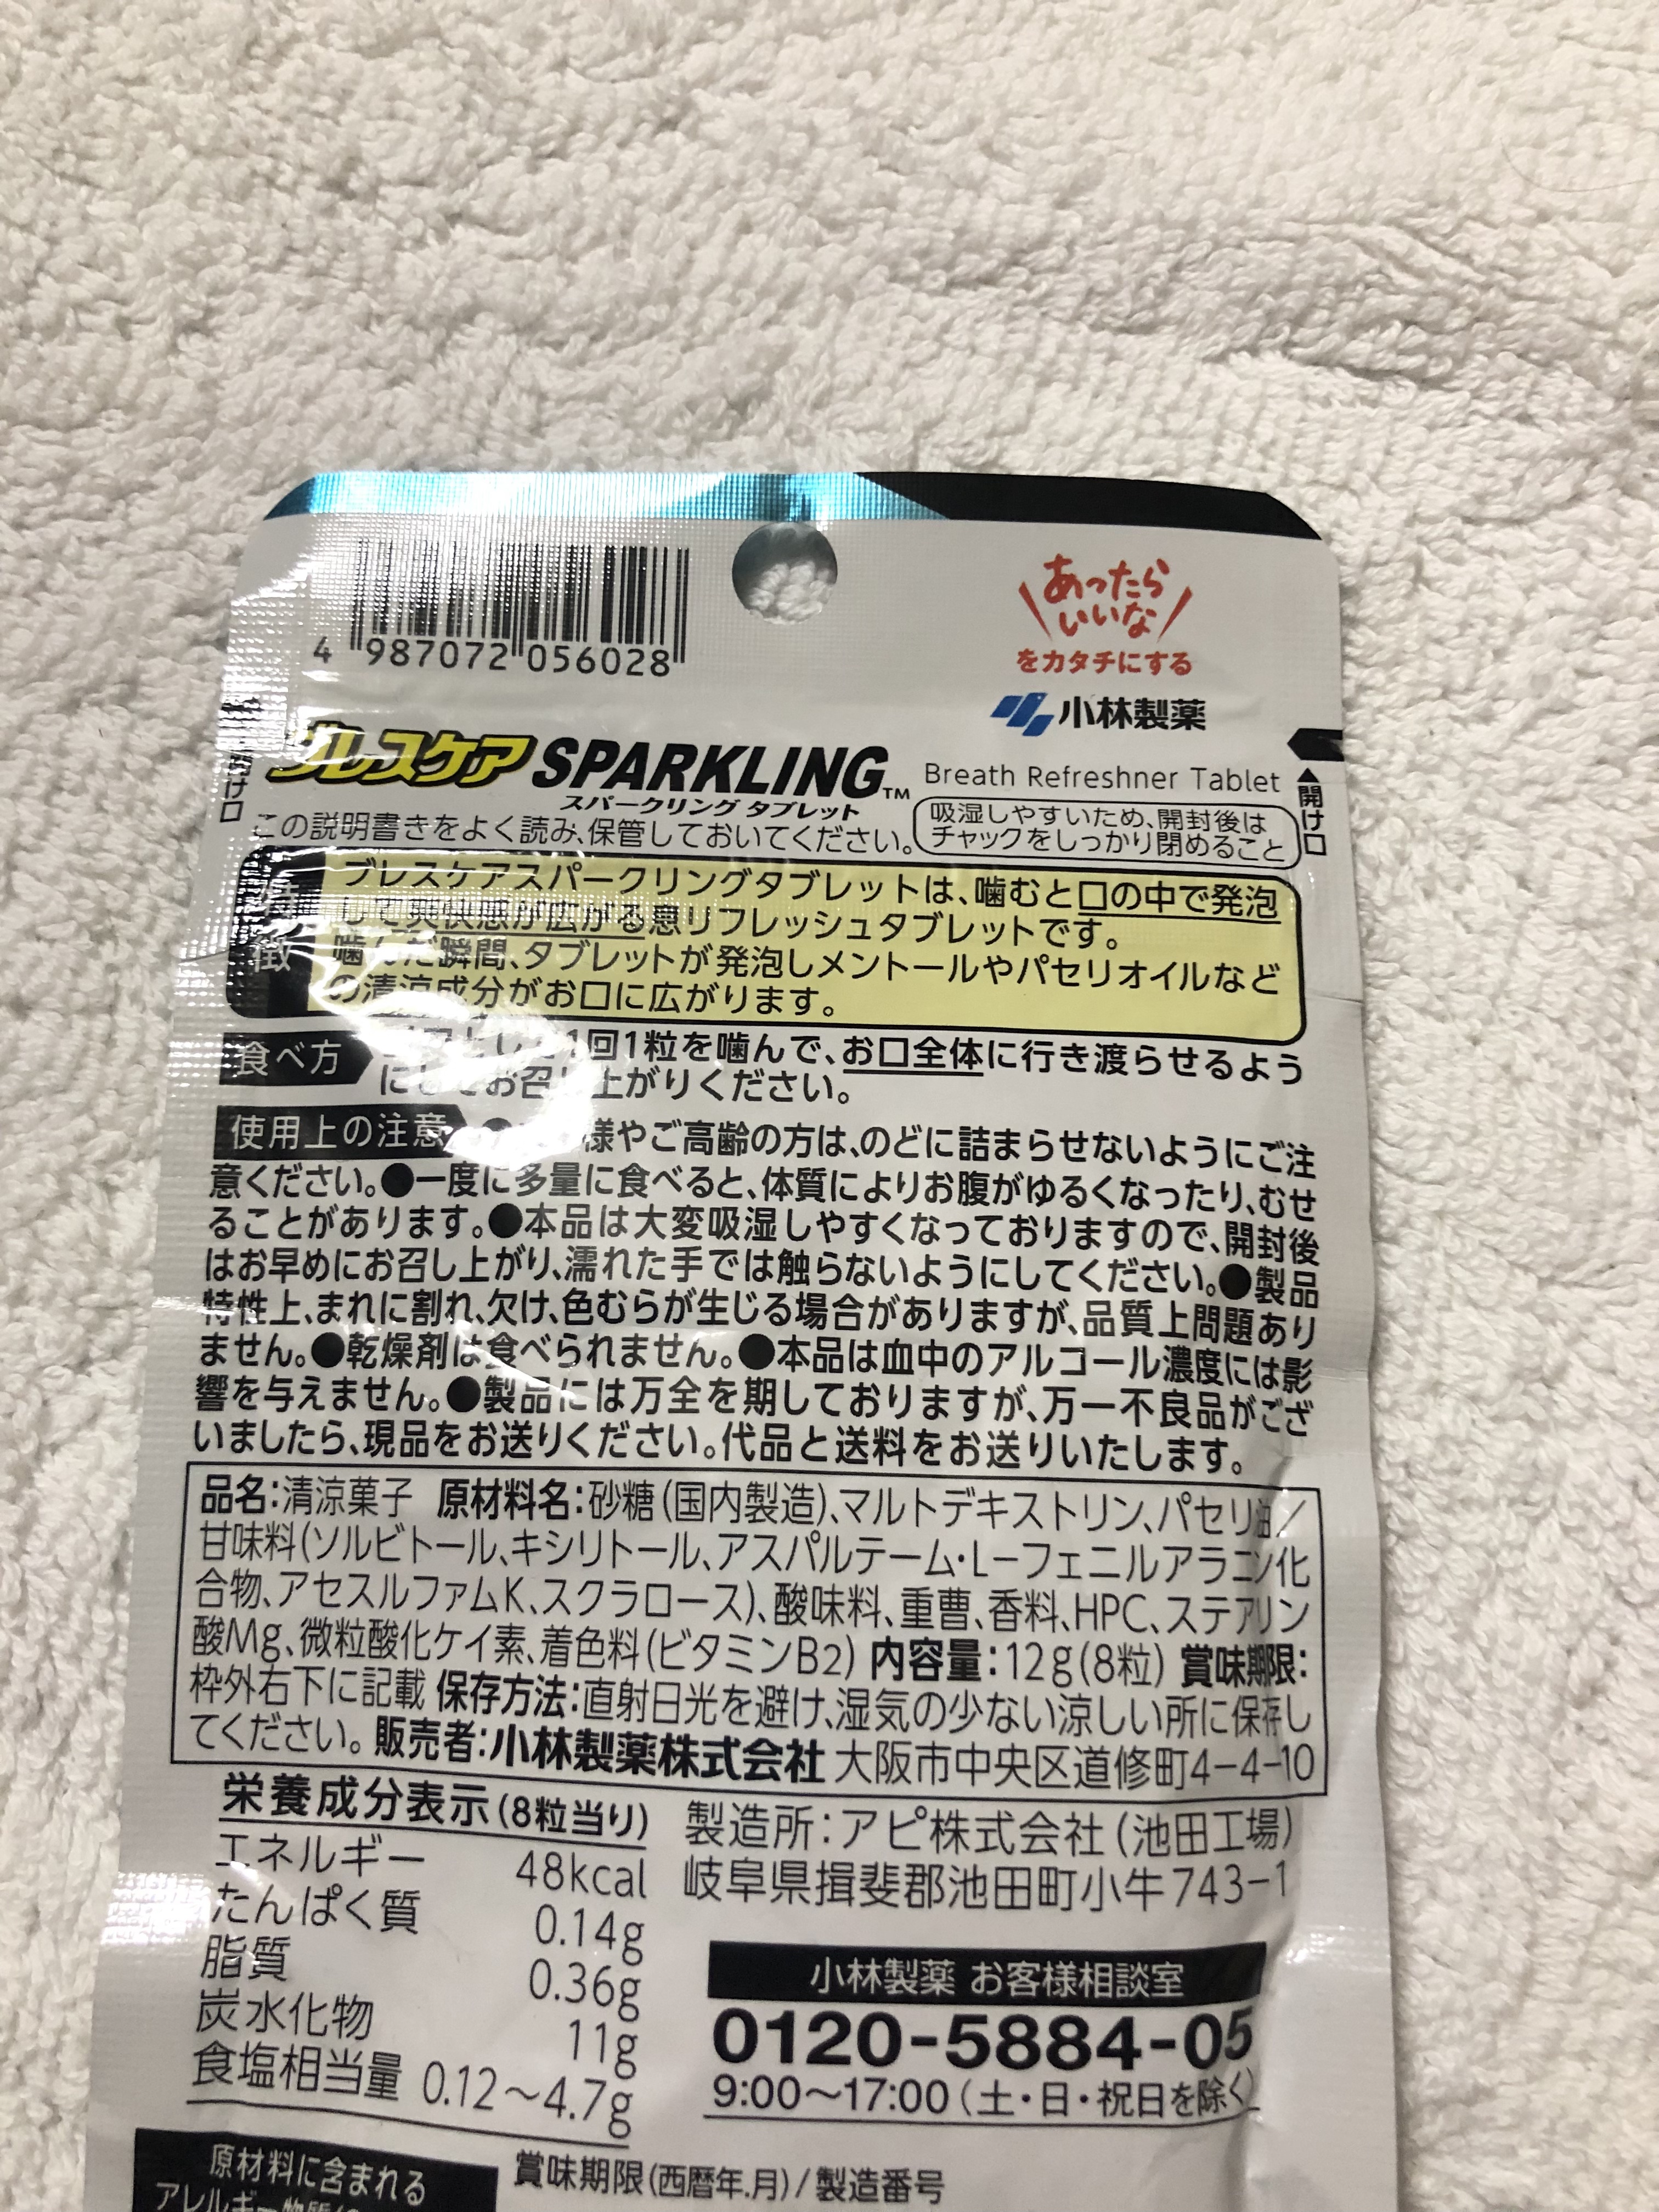 4 987072 056028
あったら
いいな
をカタチにする
小林製薬
ブレスケア SPARKLING™ Breath Refreshner Tablet
スパークリング タブレット
この説明書きをよく読み、保管しておいてください。
吸湿しやすいため、開封後は
チャックをしっかり閉めること
開け口
▲開け口
特徴
ブレスケアスパークリングタブレットは、噛むと口の中で発泡
して爽快感が広がる息リフレッシュタブレットです。
噛んだ瞬間、タブレットが発泡しメントールやパセリオイルなど
の清涼成分がお口に広がります。
食べ方 として1回1粒を噛んで、お口全体に行き渡らせるよう
にしてお召し上がりください。
使用上の注意 ●様やご高齢の方は、のどに詰まらせないようにご注
意ください。●一度に多量に食べると、体質によりお腹がゆるくなったり、むせ
ることがあります。●本品は大変吸湿しやすくなっておりますので、開封後
はお早めにお召し上がり、濡れた手では触らないようにしてください。●製品
特性上、まれに割れ、欠け、色むらが生じる場合がありますが、品質上問題あり
ません。●乾燥剤は食べられません。●本品は血中のアルコール濃度には影
響を与えません。●製品には万全を期しておりますが、万一不良品がござ
いましたら、現品をお送りください。代品と送料をお送りいたします。
品名:清涼菓子 原材料名:砂糖(国内製造)、マルトデキストリン、パセリ油/
甘味料(ソルビトール、キシリトール、アスパルテーム・L-フェニルアラニン化
合物、アセスルファムK、スクラロース)、酸味料、重曹、香料、HPC、ステアリン
酸Mg、微粒酸化ケイ素、着色料(ビタミンB2) 内容量:12g(8粒) 賞味期限:
枠外右下に記載 保存方法:直射日光を避け、湿気の少ない涼しい所に保存し
てください。 販売者:小林製薬株式会社 大阪市中央区道修町4-4-10
栄養成分表示(8粒当り)
エネルギー 48kcal
たんぱく質 0.14g
脂質 0.36g
炭水化物 11g
食塩相当量 0.12~4.7g
製造所:アピ株式会社(池田工場)
岐阜県揖斐郡池田町小牛743-1
小林製薬 お客様相談室
0120-5884-05
9:00~17:00(土・日・祝日を除く)
原材料に含まれる
アレルギー物質
賞味期限(西暦年.月)/製造番号